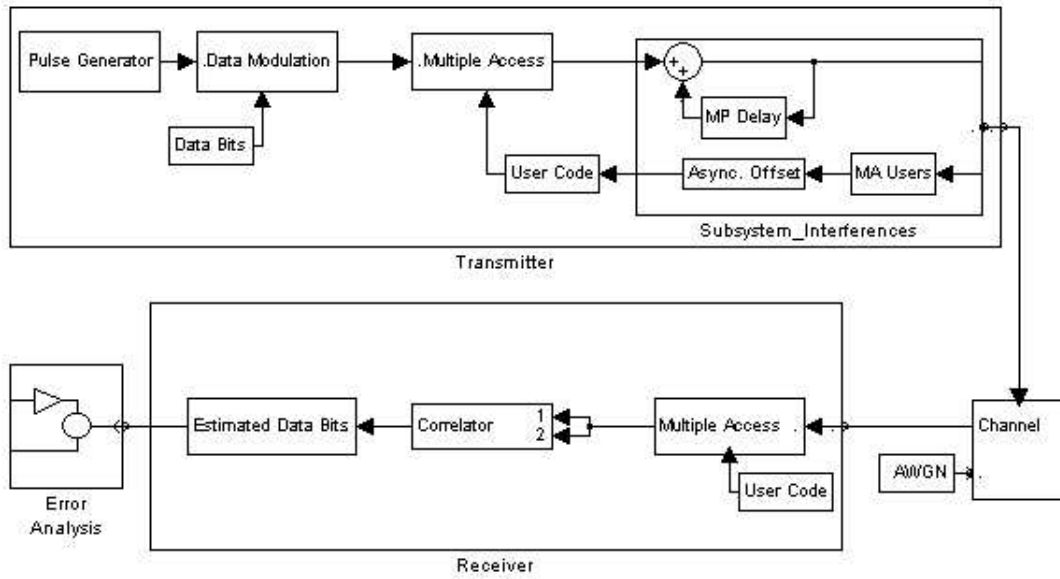 Pulse Generator
.Data Modulation
.Multiple Access
+
+
MP Delay
Data Bits
User Code
Async. Offset
MA Users
Subsystem_Interferences
Transmitter
Estimated Data Bits
Correlator
1
2
Multiple Access
User Code
Channel
AWGN
Error
Analysis
Receiver